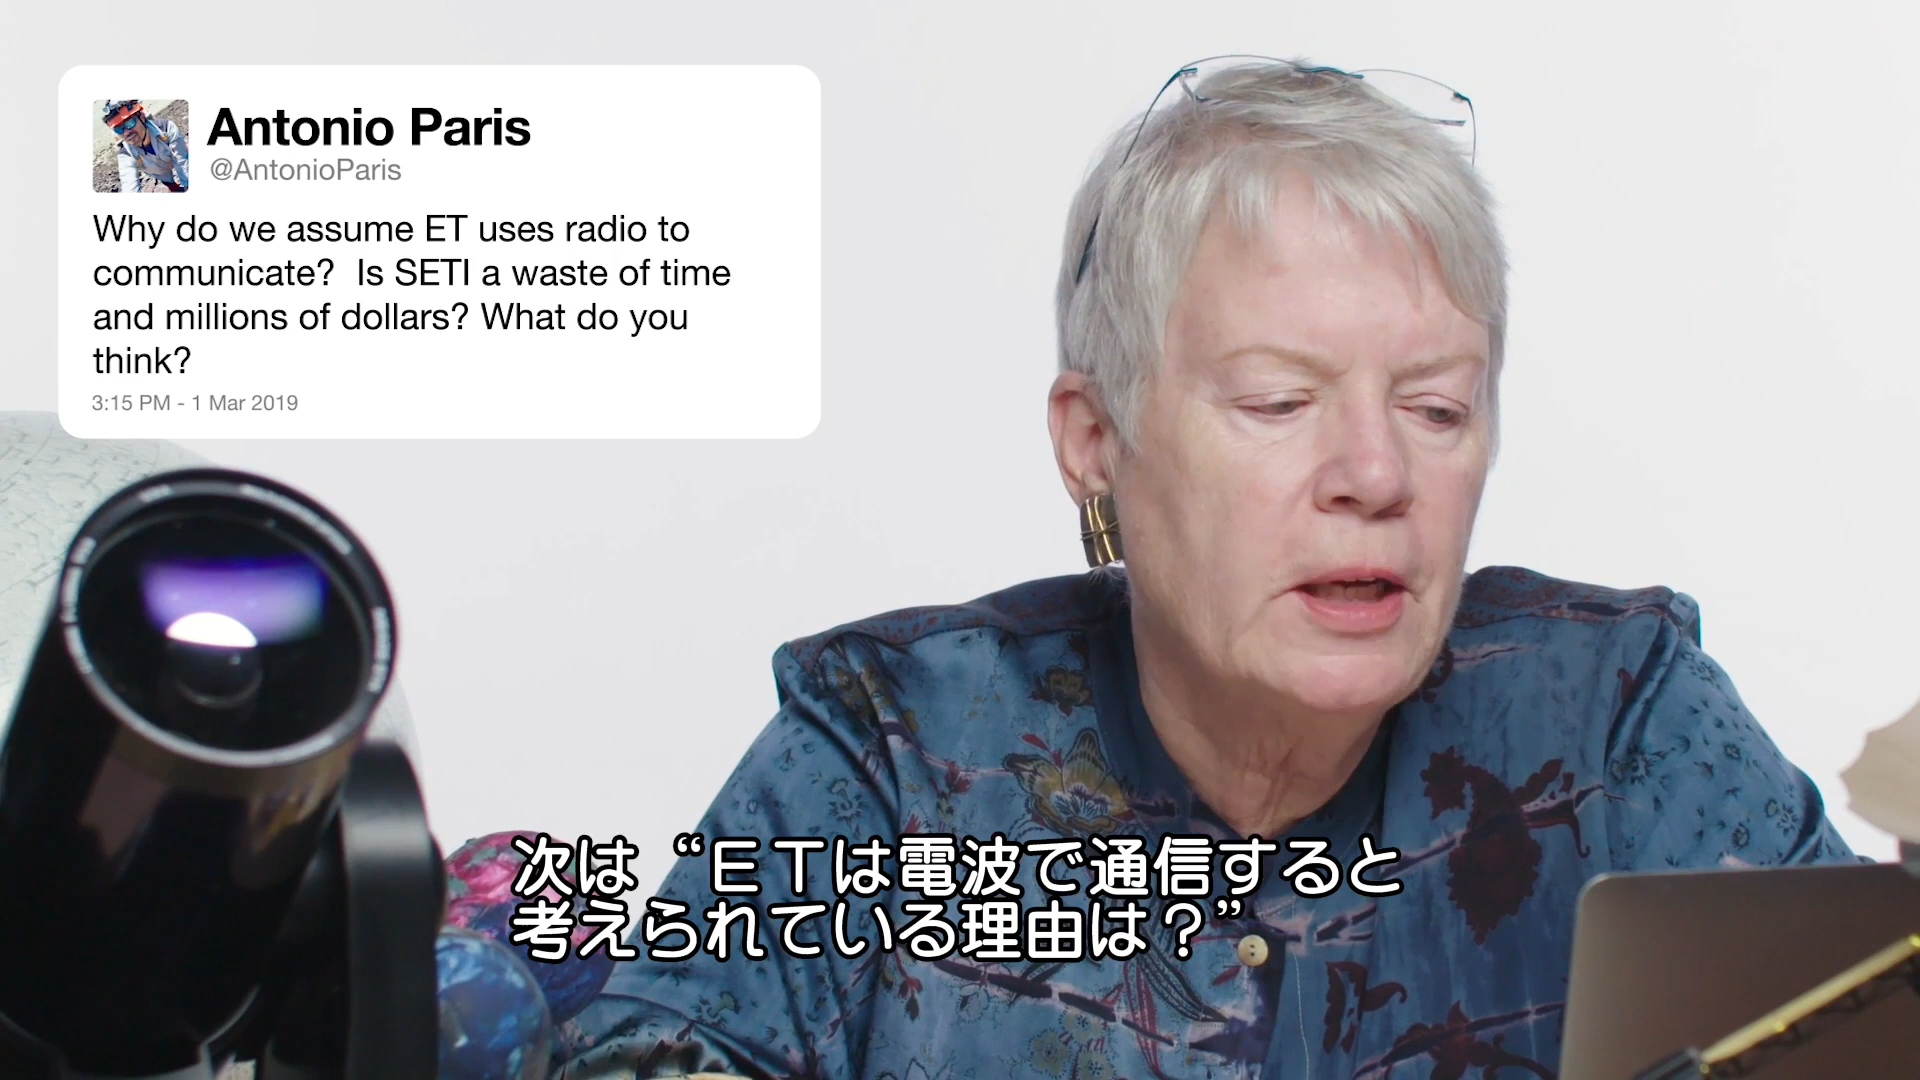 Antonio Paris
@AntonioParis
Why do we assume ET uses radio to
communicate?  Is SETI a waste of time
and millions of dollars? What do you
think?
3:15 PM - 1 Mar 2019
次は “ＥＴは電波で通信すると
考えられている理由は？”